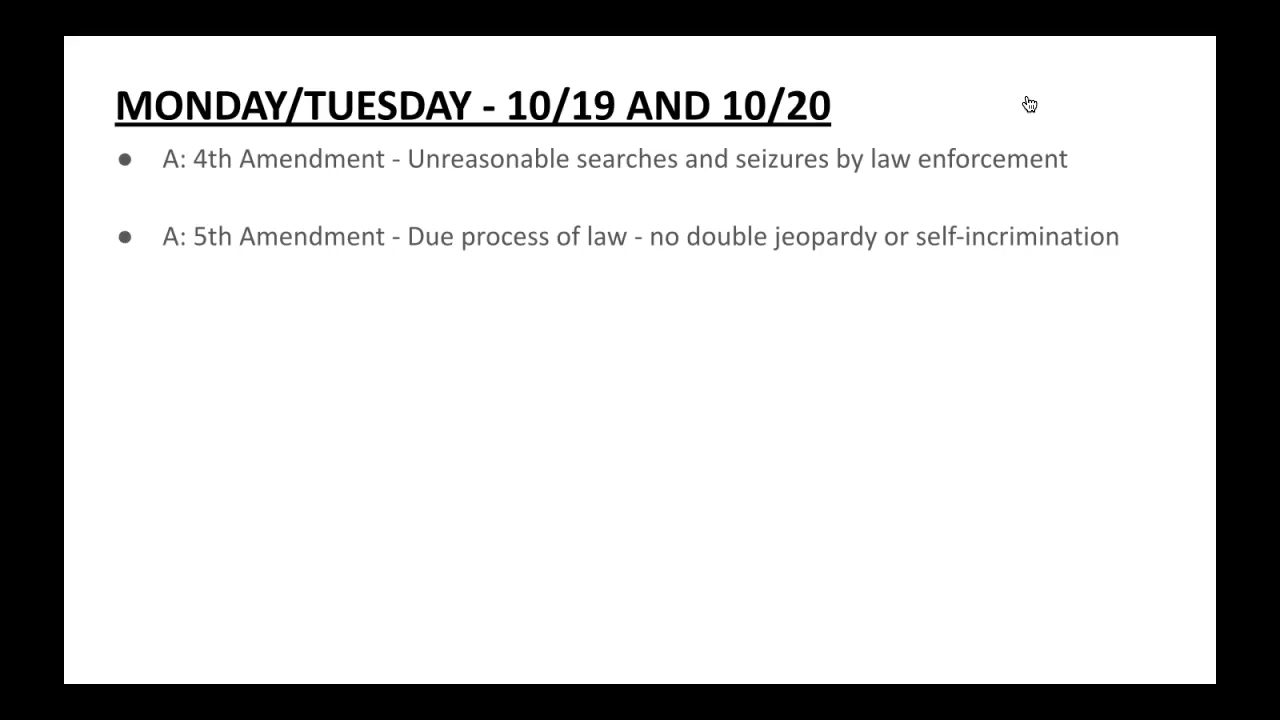 MONDAY/TUESDAY - 10/19 AND 10/20
● A: 4th Amendment - Unreasonable searches and seizures by law enforcement
● A: 5th Amendment - Due process of law - no double jeopardy or self-incrimination